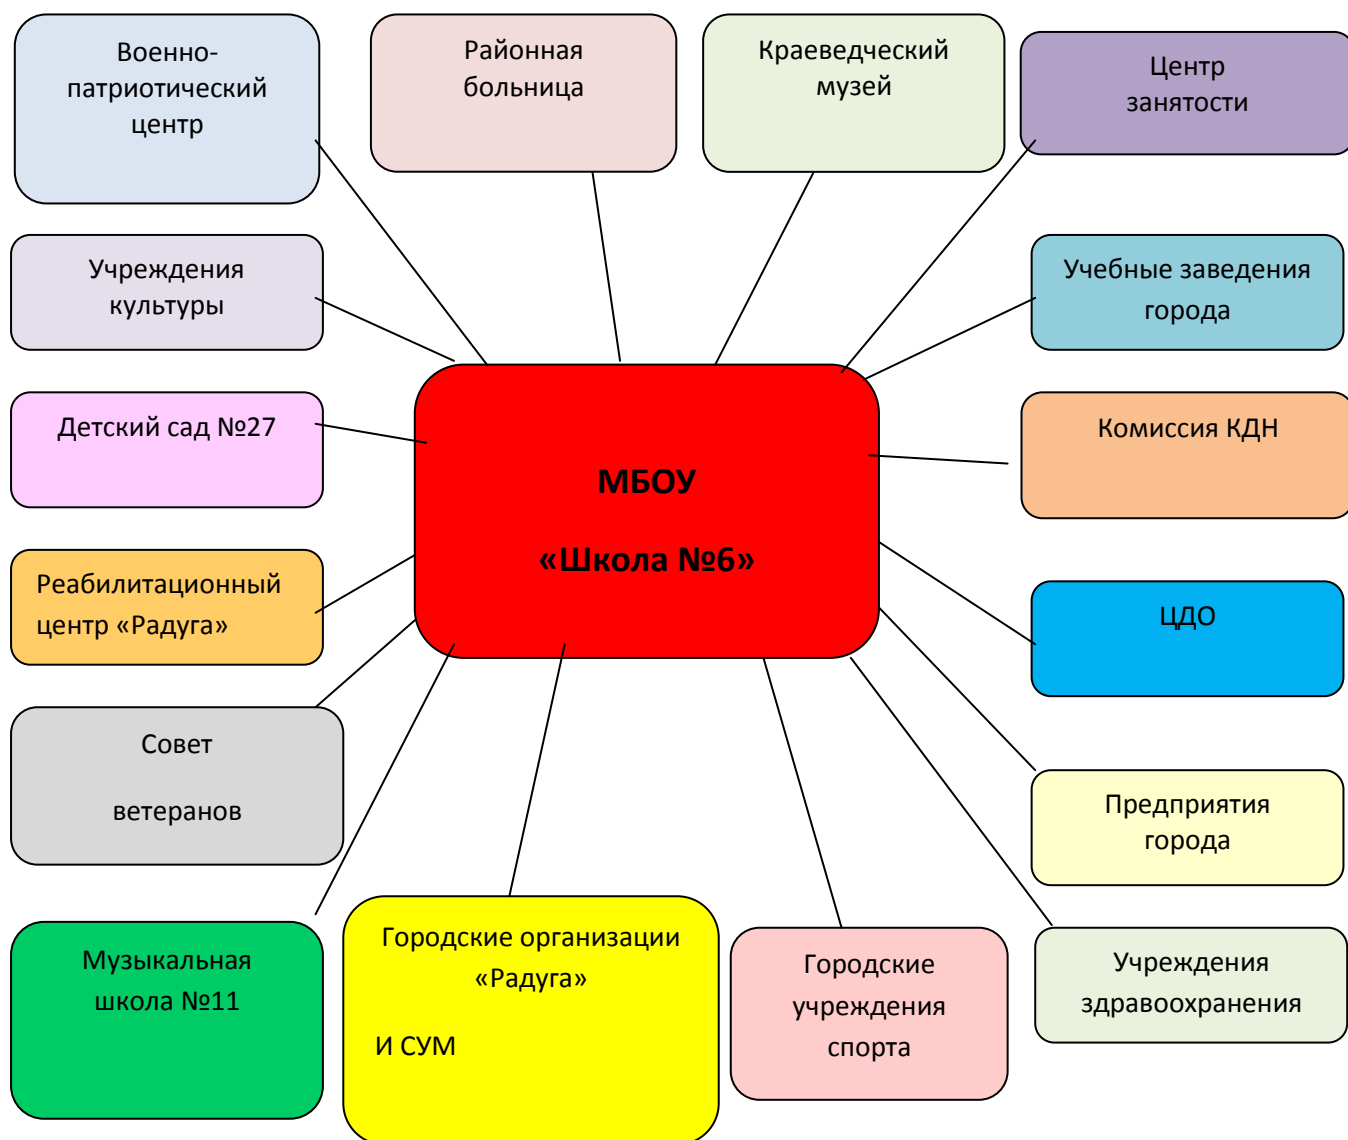 Военно-
патриотический
центр
Районная
больница
Краеведческий
музей
Центр
занятости
Учреждения
культуры
Учебные заведения
города
Детский сад №27
Комиссия КДН
МБОУ
«Школа №6»
Реабилитационный
центр «Радуга»
ЦДО
Совет
ветеранов
Предприятия
города
Музыкальная
школа №11
Городские организации
«Радуга»
И СУМ
Городские
учреждения
спорта
Учреждения
здравоохранения